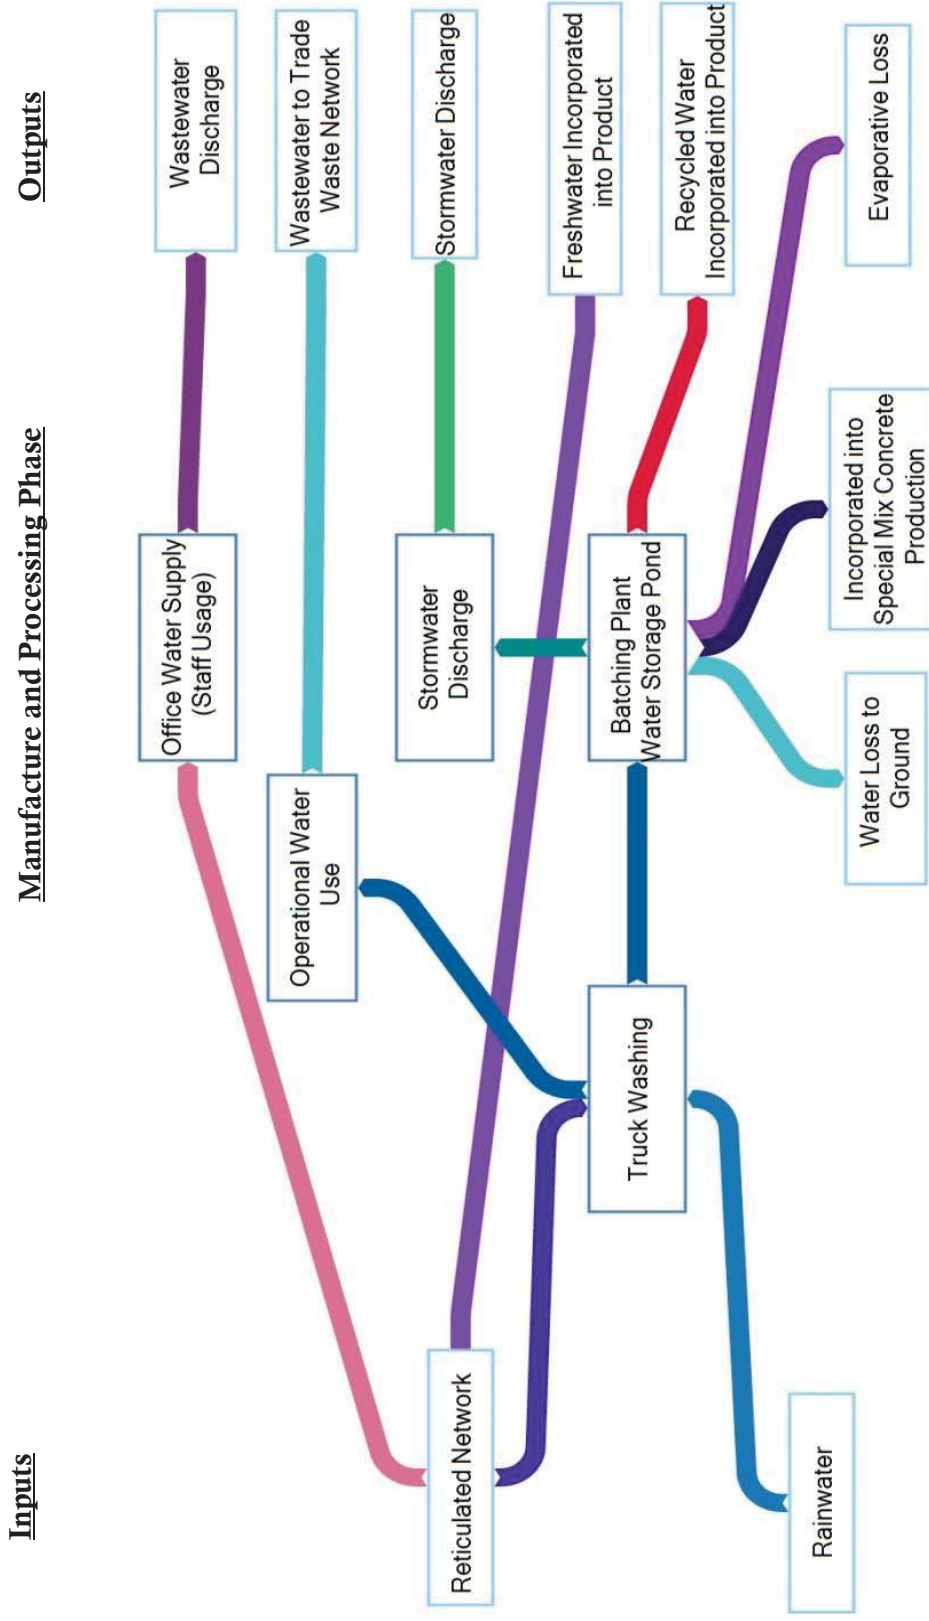 Inputs
Manufacture and Processing Phase
Outputs
Office Water Supply
(Staff Usage)
Wastewater
Discharge
Operational Water
Use
Wastewater to Trade
Waste Network
Reticulated Network
Stormwater
Discharge
Stormwater Discharge
Freshwater Incorporated
into Product
Truck Washing
Batching Plant
Water Storage Pond
Recycled Water
Incorporated into Product
Rainwater
Water Loss to
Ground
Incorporated into
Special Mix Concrete
Production
Evaporative Loss